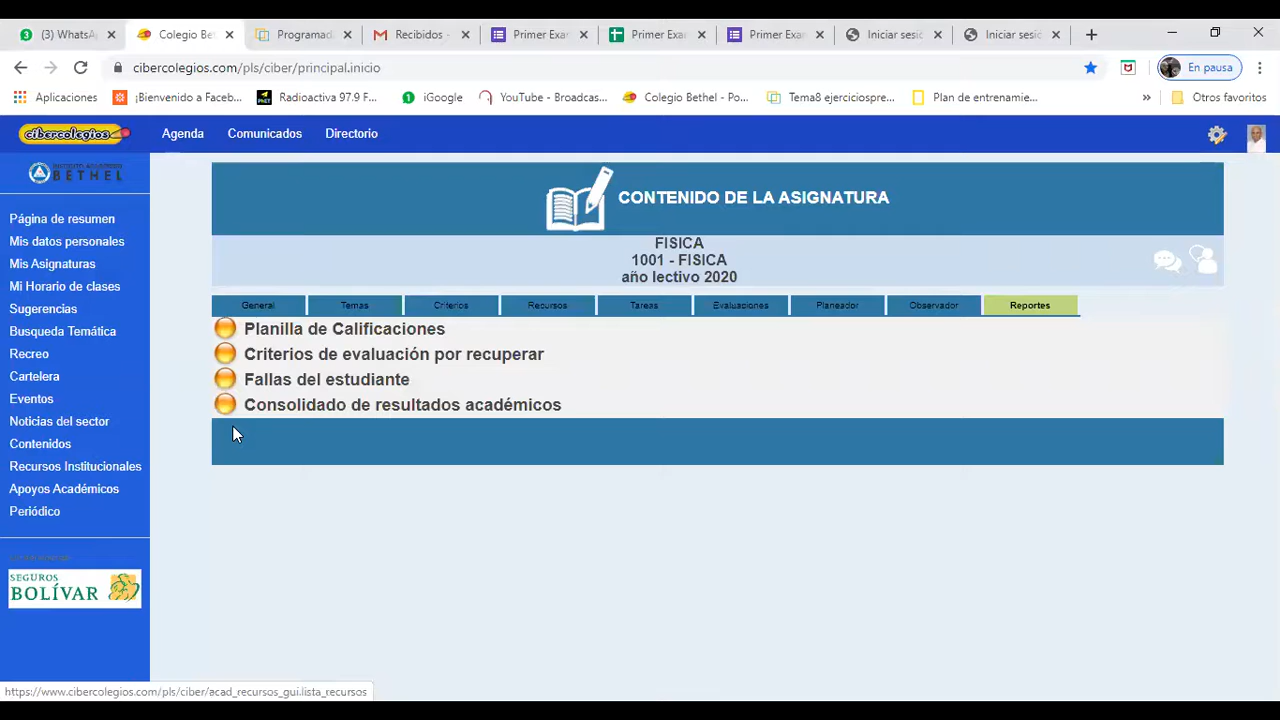 (3) WhatsA
Colegio Be
Programad
Recibidos -
Primer Exa
Primer Exa
Primer Exa
Iniciar sesic
Iniciar sesic
cibercolegios.com/pls/ciber/principal.inicio
En pausa
Aplicaciones
¡Bienvenido a Faceb...
Radioactiva 97.9 F...
iGoogle
YouTube - Broadcas...
Colegio Bethel - Po...
Tema8 ejerciciospre...
Plan de entrenamie...
»
Otros favoritos
cibercolegios
Agenda
Comunicados
Directorio
BETHEL
Página de resumen
Mis datos personales
Mis Asignaturas
Mi Horario de clases
Sugerencias
Busqueda Temática
Recreo
Cartelera
Eventos
Noticias del sector
Contenidos
Recursos Institucionales
Apoyos Académicos
Periódico
SEGUROS
BOLÍVAR
CONTENIDO DE LA ASIGNATURA
FISICA
1001 - FISICA
año lectivo 2020
General
Temas
Criterios
Recursos
Tareas
Evaluaciones
Planeador
Observador
Reportes
Planilla de Calificaciones
Criterios de evaluación por recuperar
Fallas del estudiante
Consolidado de resultados académicos
https://www.cibercolegios.com/pls/ciber/acad_recursos_gui.lista_recursos